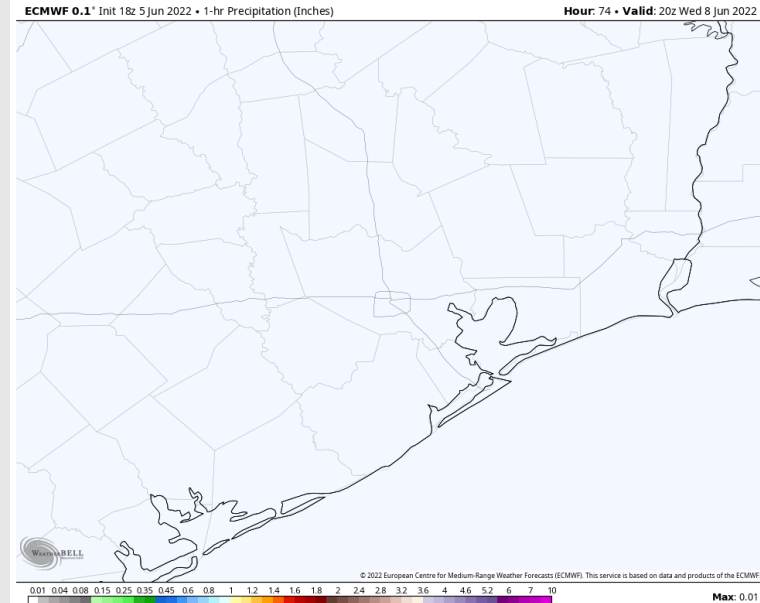 ECMWF 0.1° Init 18z 5 Jun 2022 • 1-hr Precipitation (Inches) Hour: 74 • Valid: 20z Wed 8 Jun 2022
WEATHERBELL
© 2022 European Centre for Medium-Range Weather Forecasts (ECMWF). This service is based on data and products of the ECMWF.
0.01 0.04 0.08 0.15 0.25 0.35 0.4 0.6 0.8 1 1.2 1.4 1.6 1.8 2 2.4 2.8 3.2 3.6 4 4.6 5.2 6 7 10
Max: 0.01